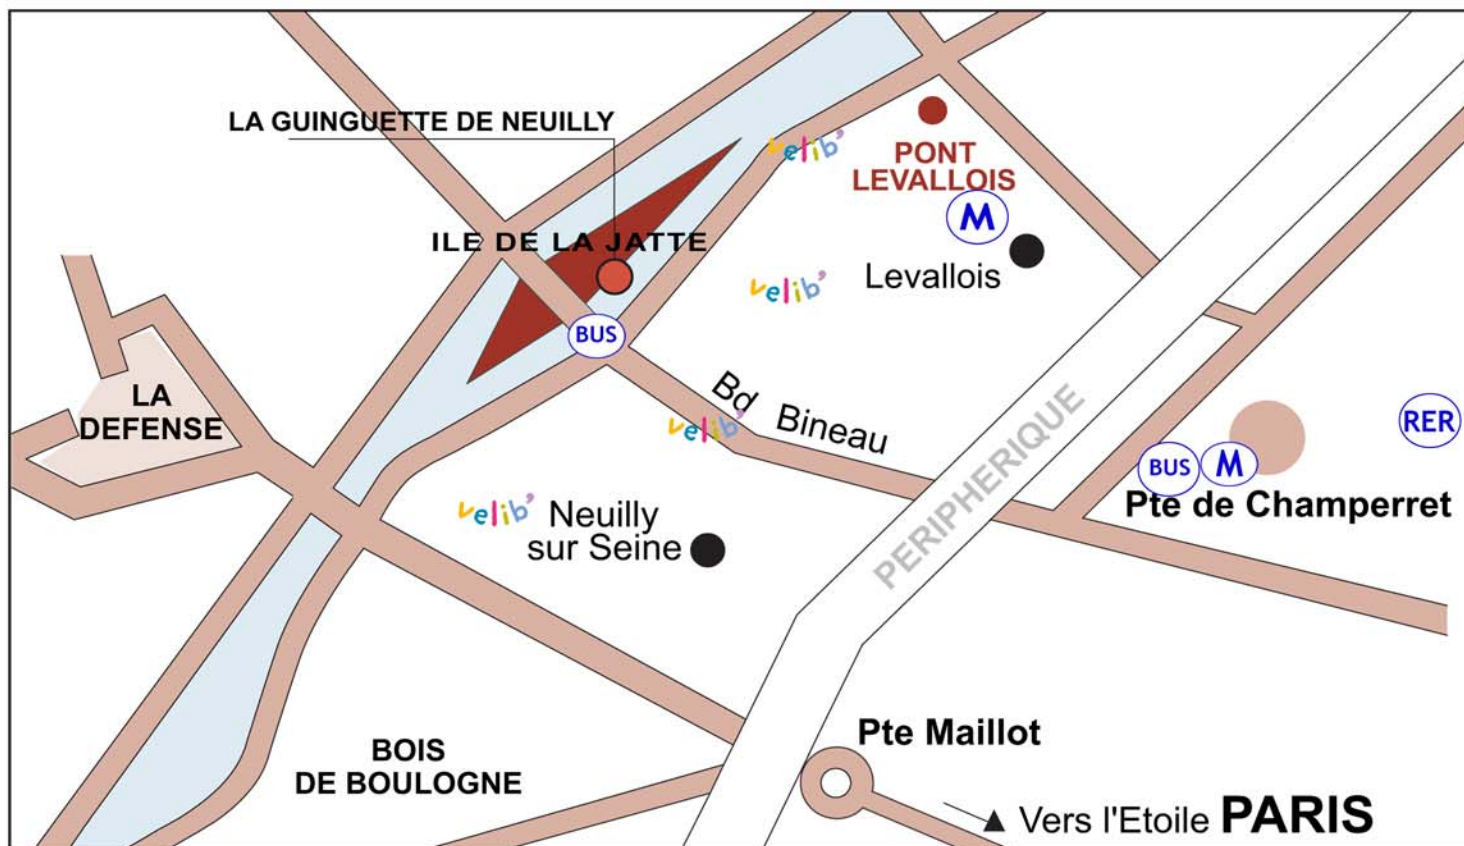 LA GUINGUETTE DE NEUILLY
velib'
PONT
LEVALLOIS
M
ILE DE LA JATTE
Levallois
velib'
BUS
LA
DEFENSE
Bd Bineau
velib'
PERIPHERIQUE
RER
BUS
M
Pte de Champerret
velib'
Neuilly
sur Seine
Pte Maillot
BOIS
DE BOULOGNE
Vers l'Etoile PARIS